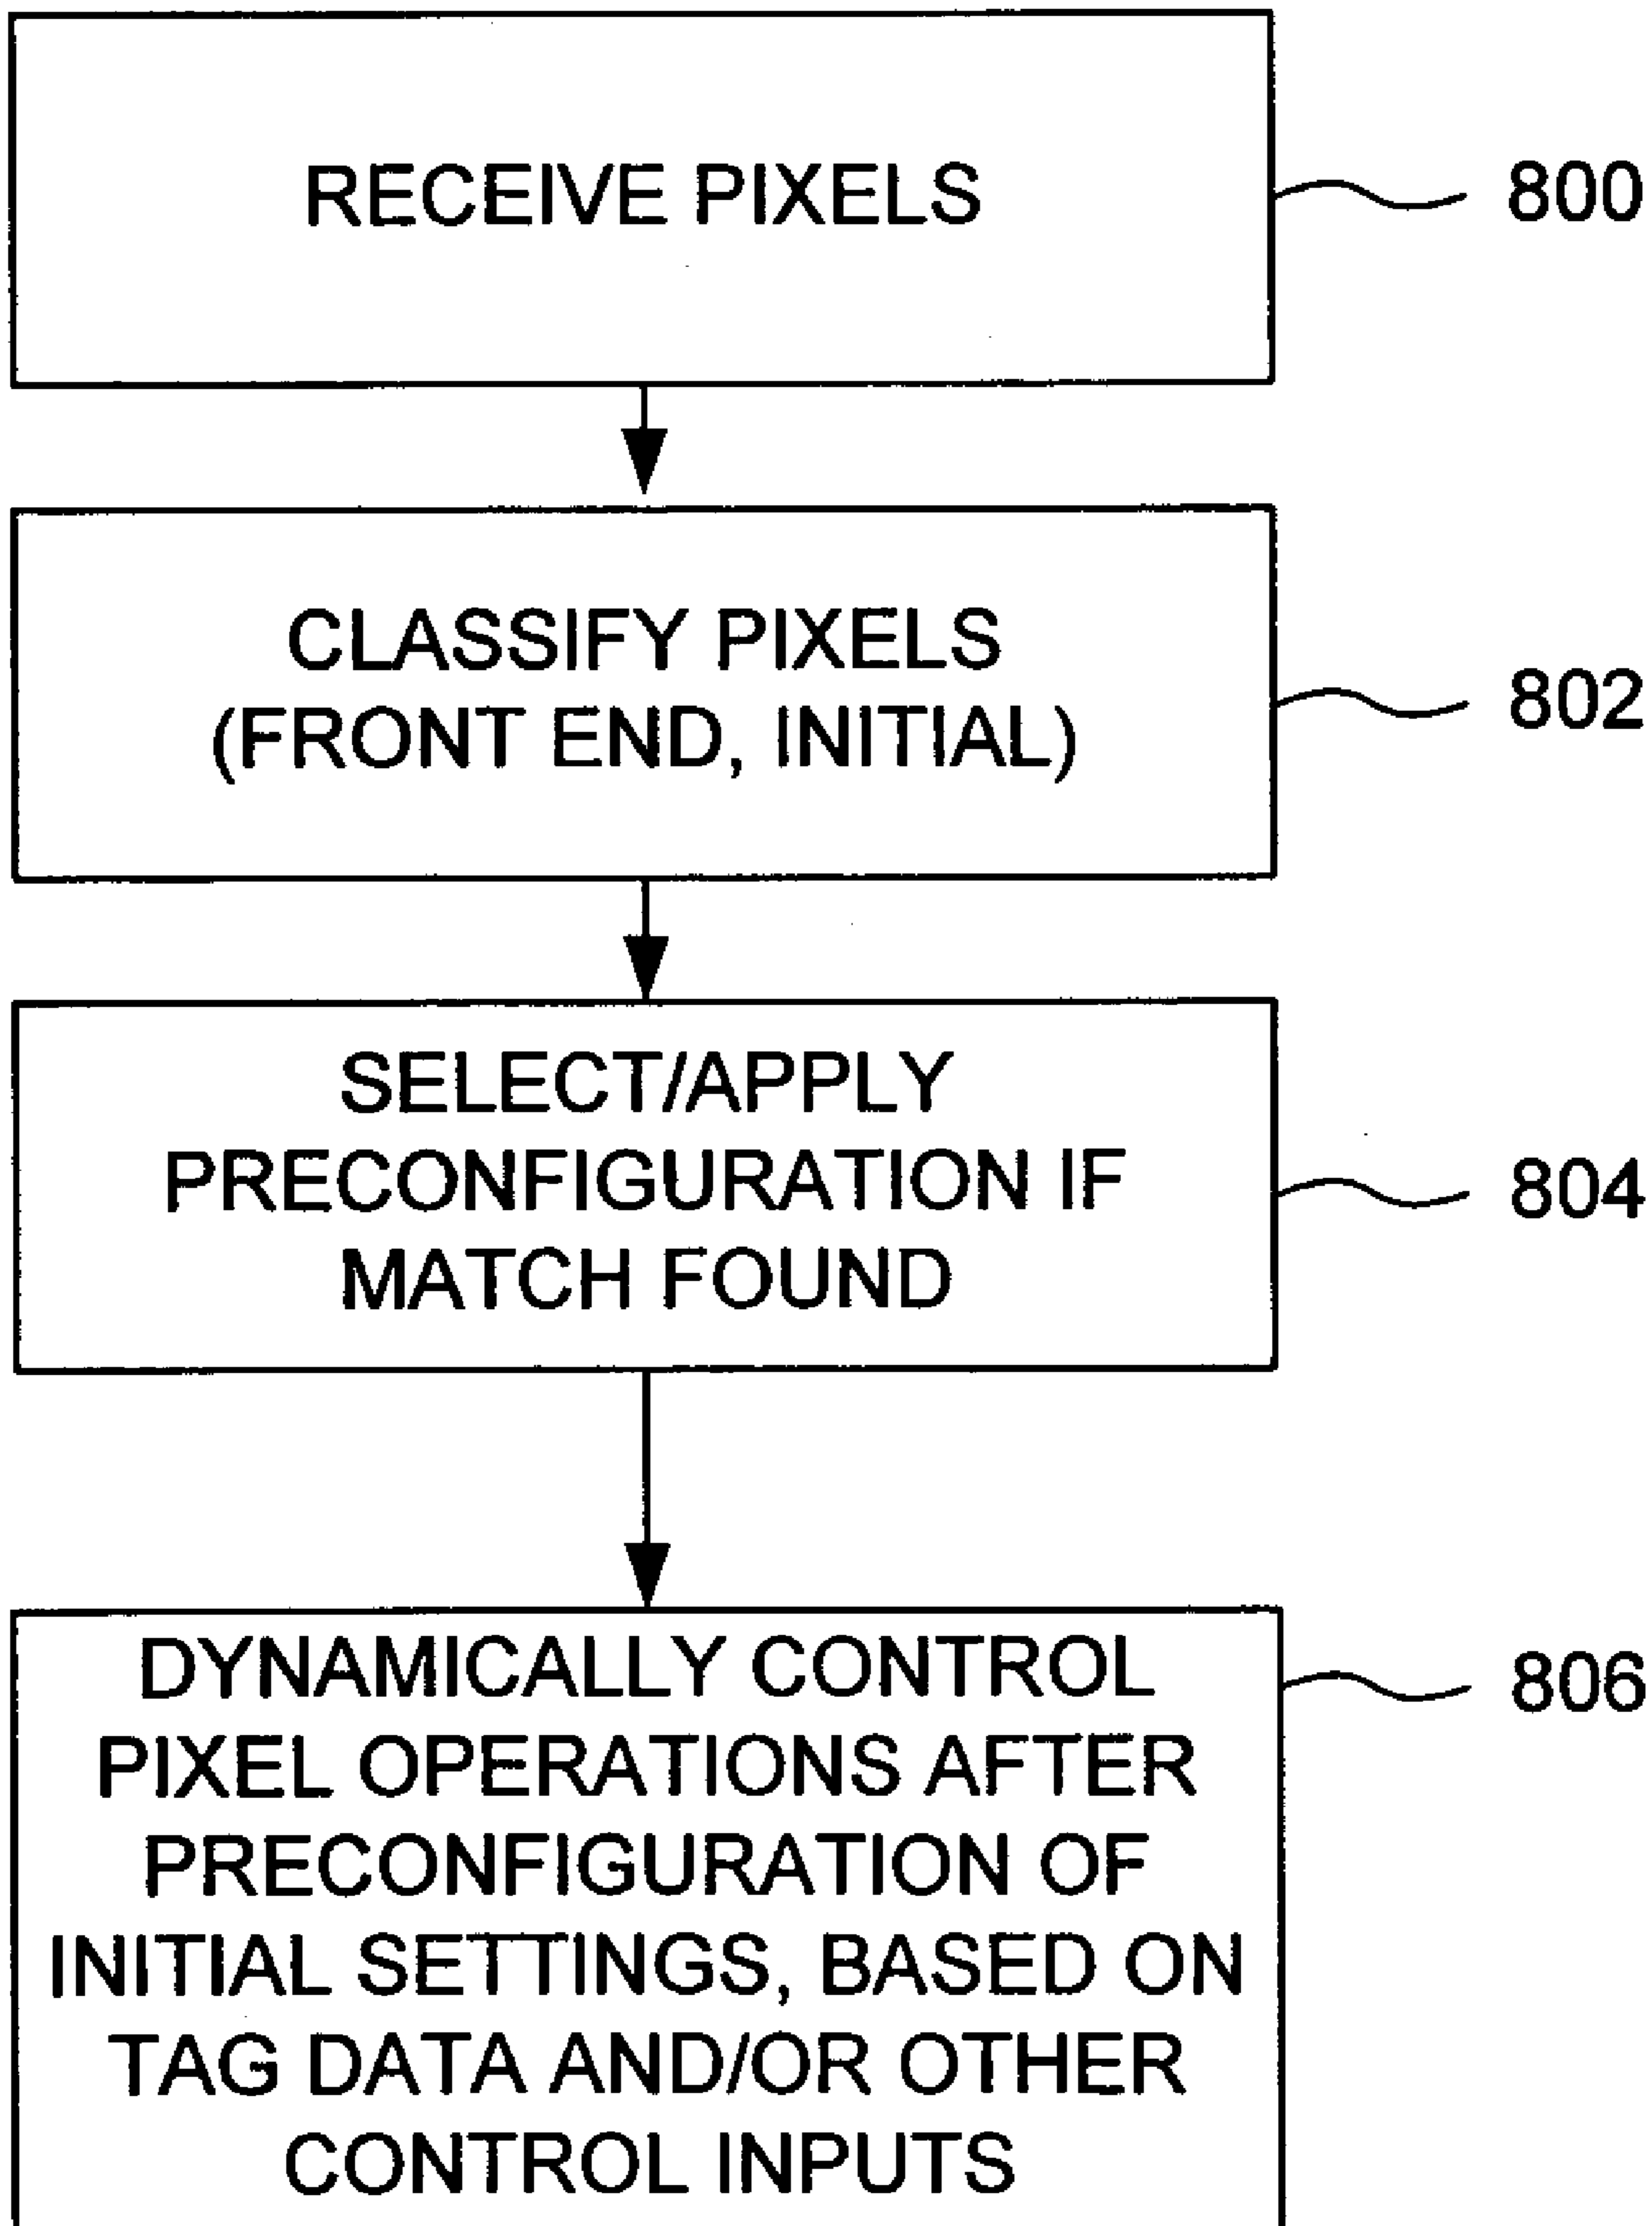 RECEIVE PIXELS
800
CLASSIFY PIXELS
(FRONT END, INITIAL)
802
SELECT/APPLY
PRECONFIGURATION IF
MATCH FOUND
804
DYNAMICALLY CONTROL
PIXEL OPERATIONS AFTER
PRECONFIGURATION OF
INITIAL SETTINGS, BASED ON
TAG DATA AND/OR OTHER
CONTROL INPUTS
806